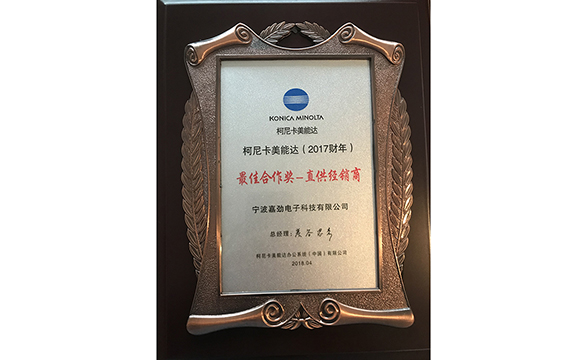 KONICA MINOLTA
柯尼卡美能达
柯尼卡美能达（2017财年）
最佳合作奖－直供经销商
宁波嘉劲电子科技有限公司
总经理：
柯尼卡美能达办公系统（中国）有限公司
2018.04